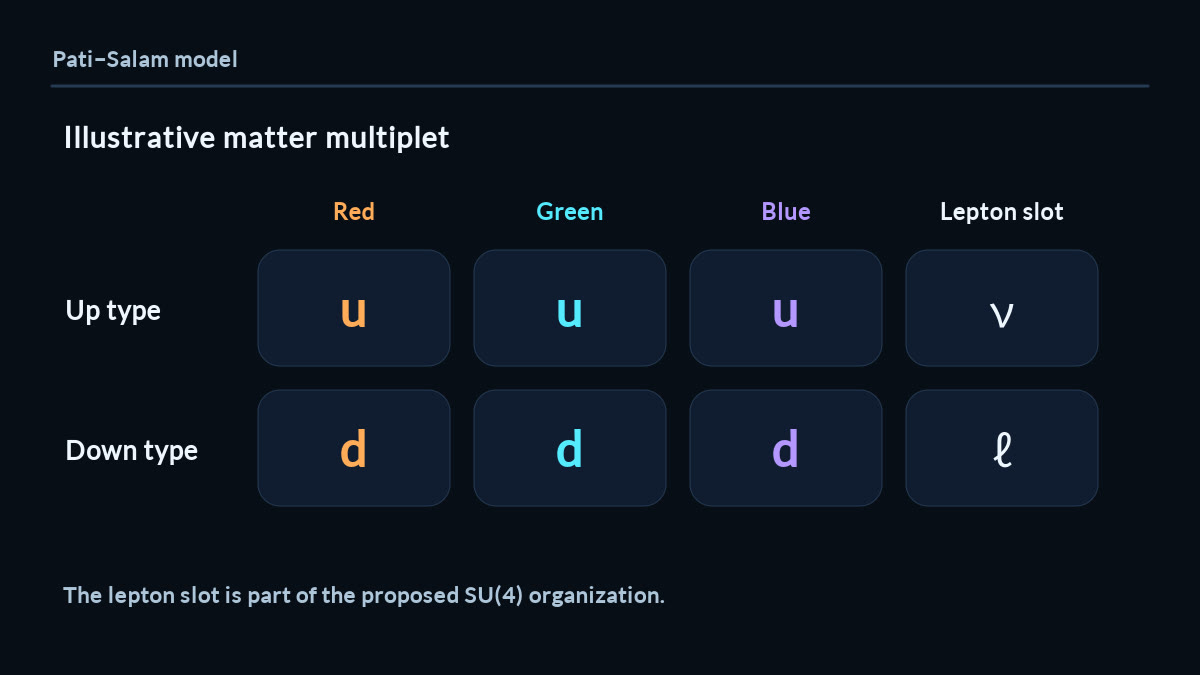 Pati–Salam model
Illustrative matter multiplet
Red Green Blue Lepton slot
Up type u u u ν
Down type d d d ℓ
The lepton slot is part of the proposed SU(4) organization.